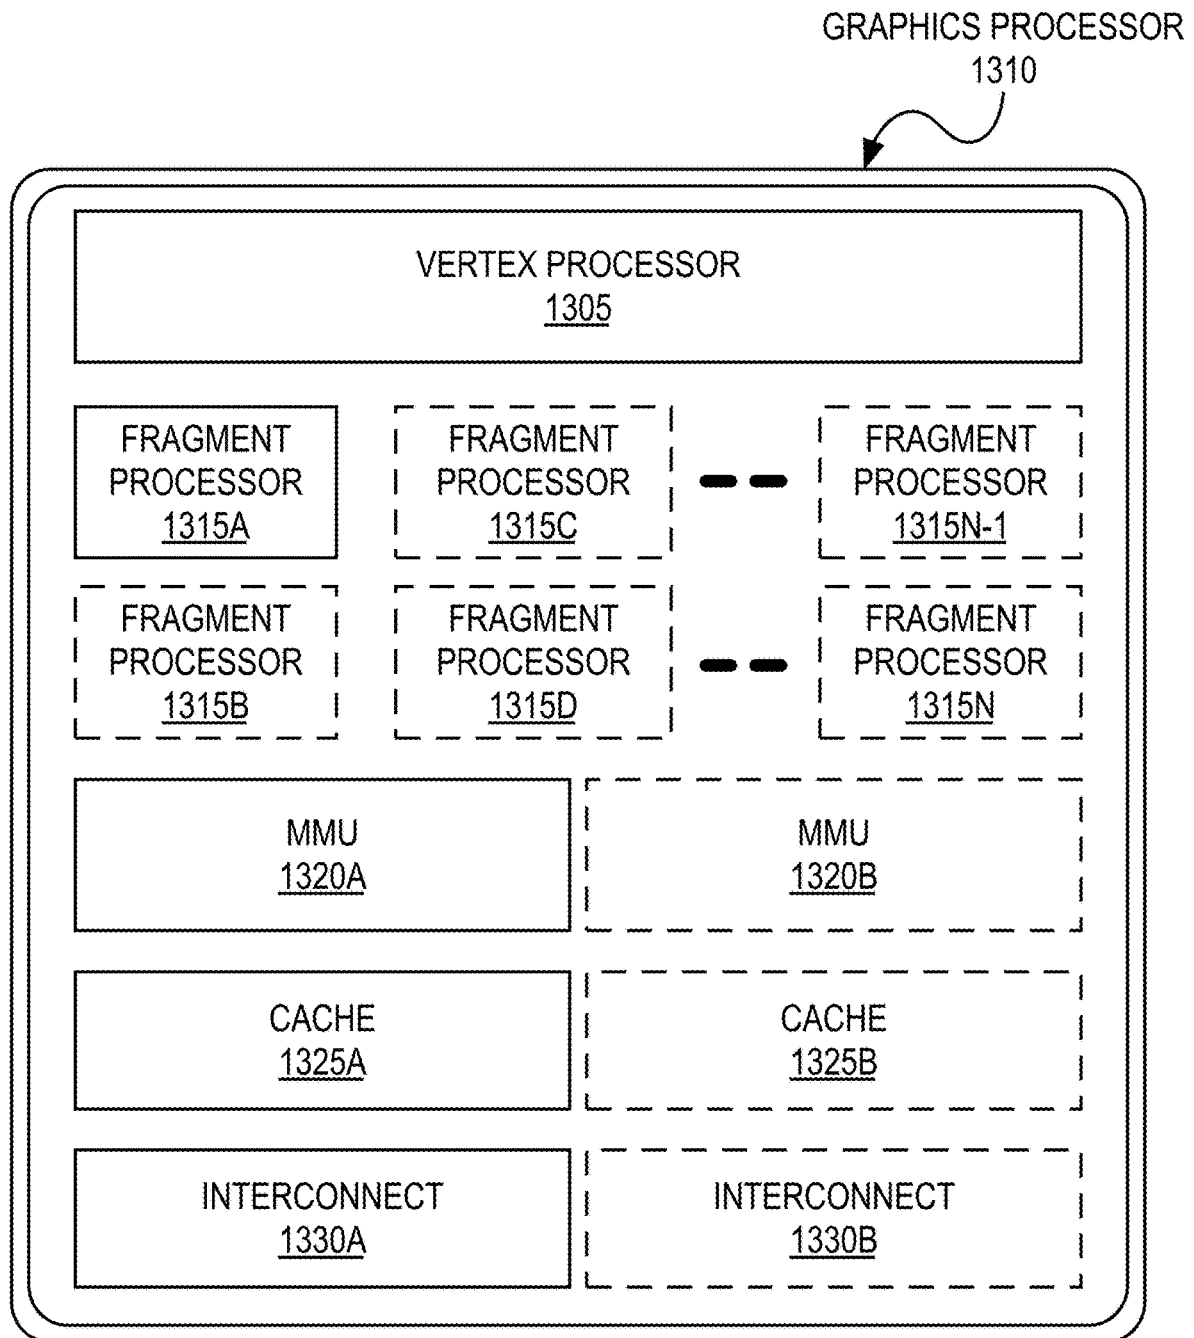 GRAPHICS PROCESSOR
1310
VERTEX PROCESSOR
1305
FRAGMENT
PROCESSOR
1315A
FRAGMENT
PROCESSOR
1315C
FRAGMENT
PROCESSOR
1315N-1
FRAGMENT
PROCESSOR
1315B
FRAGMENT
PROCESSOR
1315D
FRAGMENT
PROCESSOR
1315N
MMU
1320A
MMU
1320B
CACHE
1325A
CACHE
1325B
INTERCONNECT
1330A
INTERCONNECT
1330B